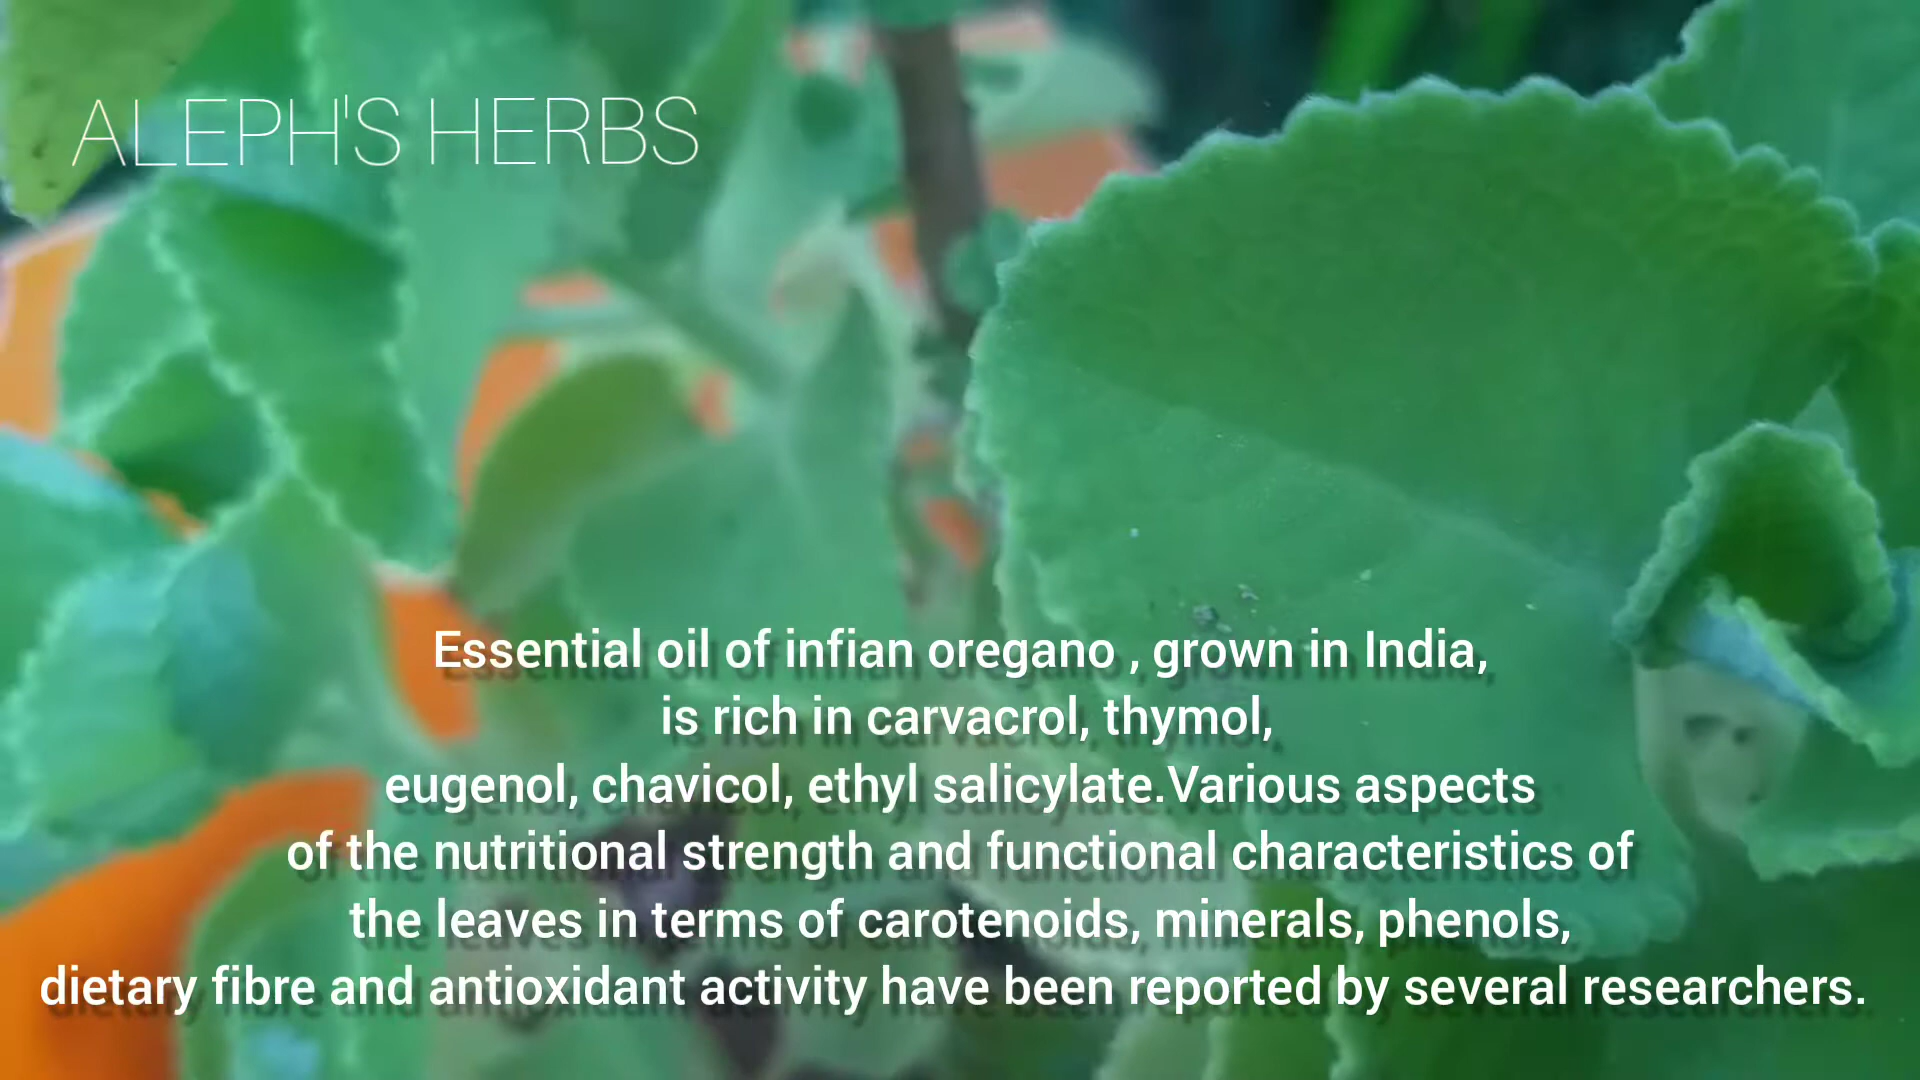 ALEPH'S HERBS
Essential oil of infian oregano , grown in India,
is rich in carvacrol, thymol,
eugenol, chavicol, ethyl salicylate.Various aspects
of the nutritional strength and functional characteristics of
the leaves in terms of carotenoids, minerals, phenols,
dietary fibre and antioxidant activity have been reported by several researchers.